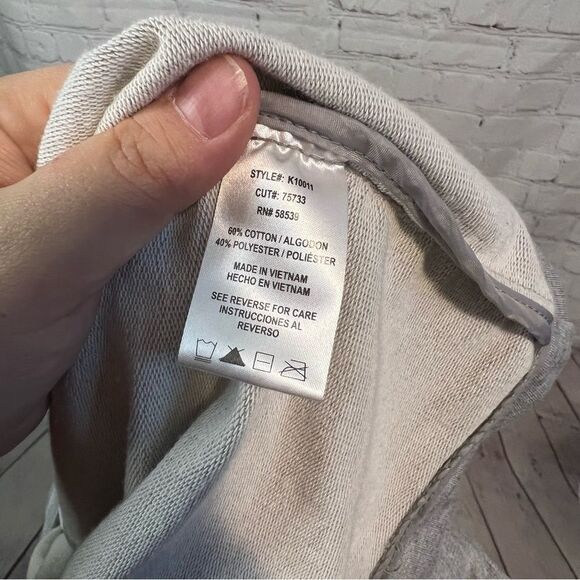 STYLE#: K10011
CUT#: 75733
RN# 58539
60% COTTON / ALGODON
40% POLYESTER / POLIÉSTER
MADE IN VIETNAM
HECHO EN VIETNAM
SEE REVERSE FOR CARE
INSTRUCCIONES AL
REVERSO